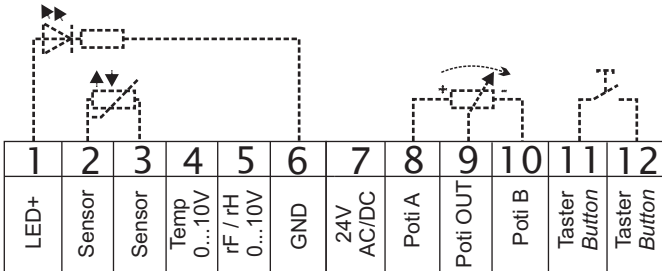 + -
1 2 3 4 5 6 7 8 9 10 11 12
LED+
Sensor
Sensor
Temp
0...10V
rF / rH
0...10V
GND
24V
AC/DC
Poti A
Poti OUT
Poti B
Taster
Button
Taster
Button